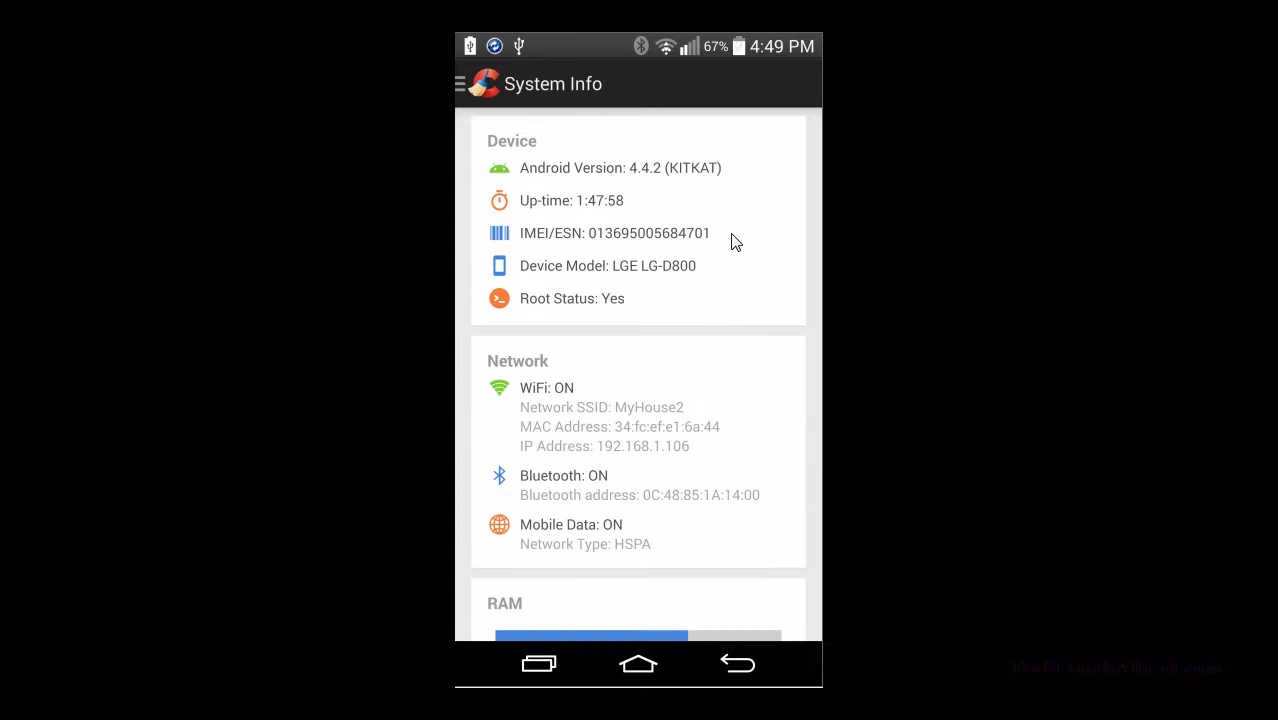 67% 4:49 PM
System Info
Device
Android Version: 4.4.2 (KITKAT)
Up-time: 1:47:58
IMEI/ESN: 013695005684701
Device Model: LGE LG-D800
Root Status: Yes
Network
WiFi: ON
Network SSID: MyHouse2
MAC Address: 34:fc:ef:e1:6a:44
IP Address: 192.168.1.106
Bluetooth: ON
Bluetooth address: 0C:48:85:1A:14:00
Mobile Data: ON
Network Type: HSPA
RAM